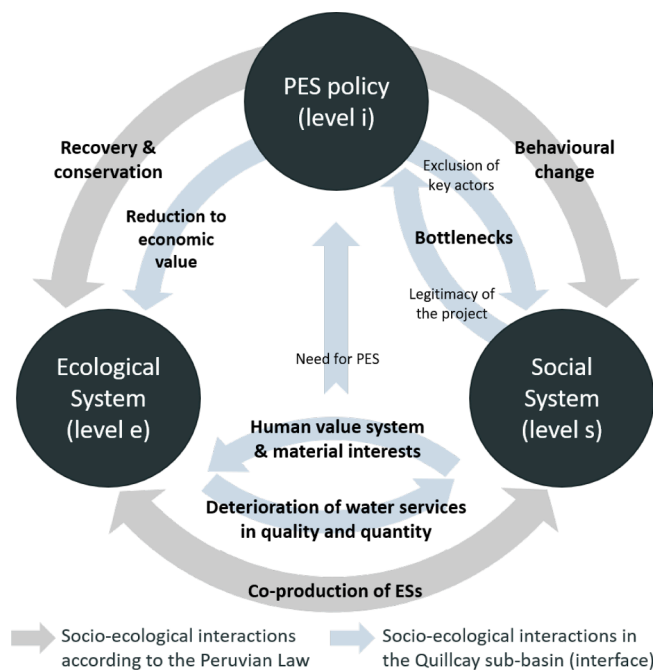 PES policy
(level i)
Recovery &
conservation
Behavioural
change
Exclusion of
key actors
Reduction to
economic
value
Bottlenecks
Legitimacy of
the project
Ecological
System
(level e)
Need for PES
Social
System
(level s)
Human value system
& material interests
Deterioration of water services
in quality and quantity
Co-production of ESs
Socio-ecological interactions
according to the Peruvian Law
Socio-ecological interactions in
the Quillcay sub-basin (interface)